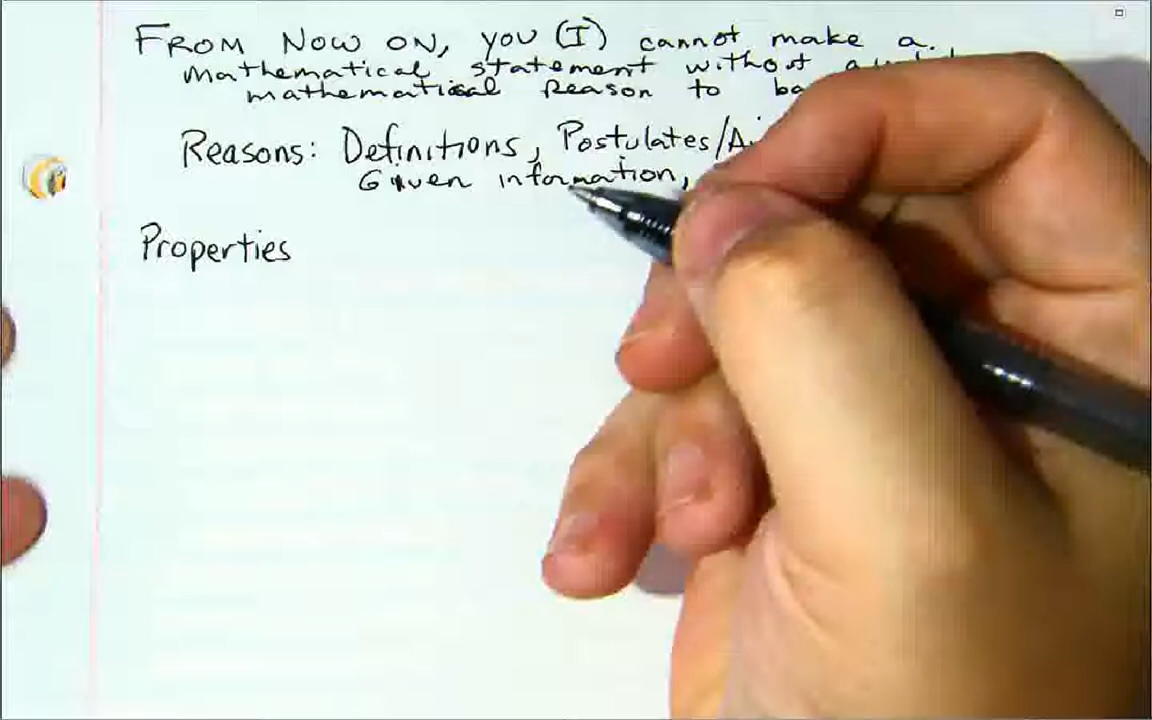 From Now on, you (I) cannot make a
mathematical statement without
mathematical reason to
Reasons: Definitions, Postulates/
Given information,
Properties